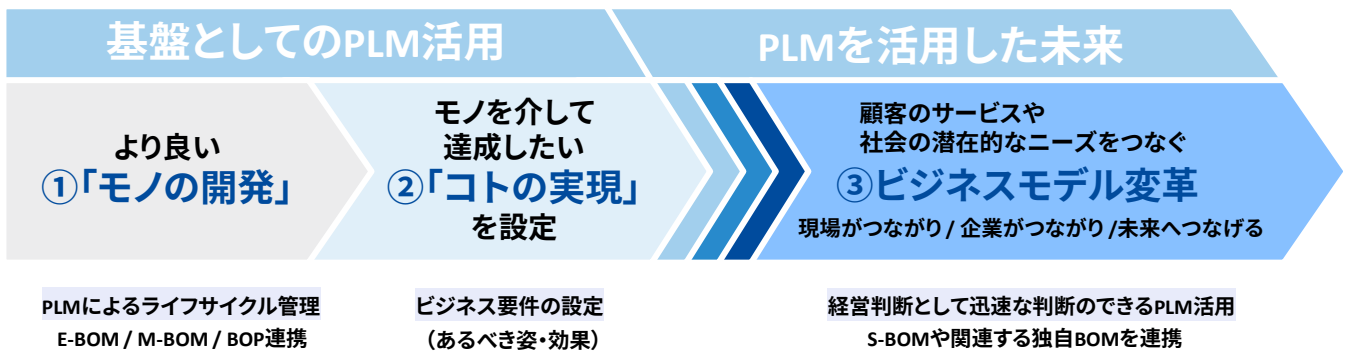 基盤としてのPLM活用
PLMを活用した未来
より良い
①「モノの開発」
モノを介して
達成したい
②「コトの実現」
を設定
顧客のサービスや
社会の潜在的なニーズをつなぐ
③ビジネスモデル変革
現場がつながり/ 企業がつながり/未来へつなげる
PLMによるライフサイクル管理
E-BOM / M-BOM / BOP連携
ビジネス要件の設定
（あるべき姿・効果）
経営判断として迅速な判断のできるPLM活用
S-BOMや関連する独自BOMを連携